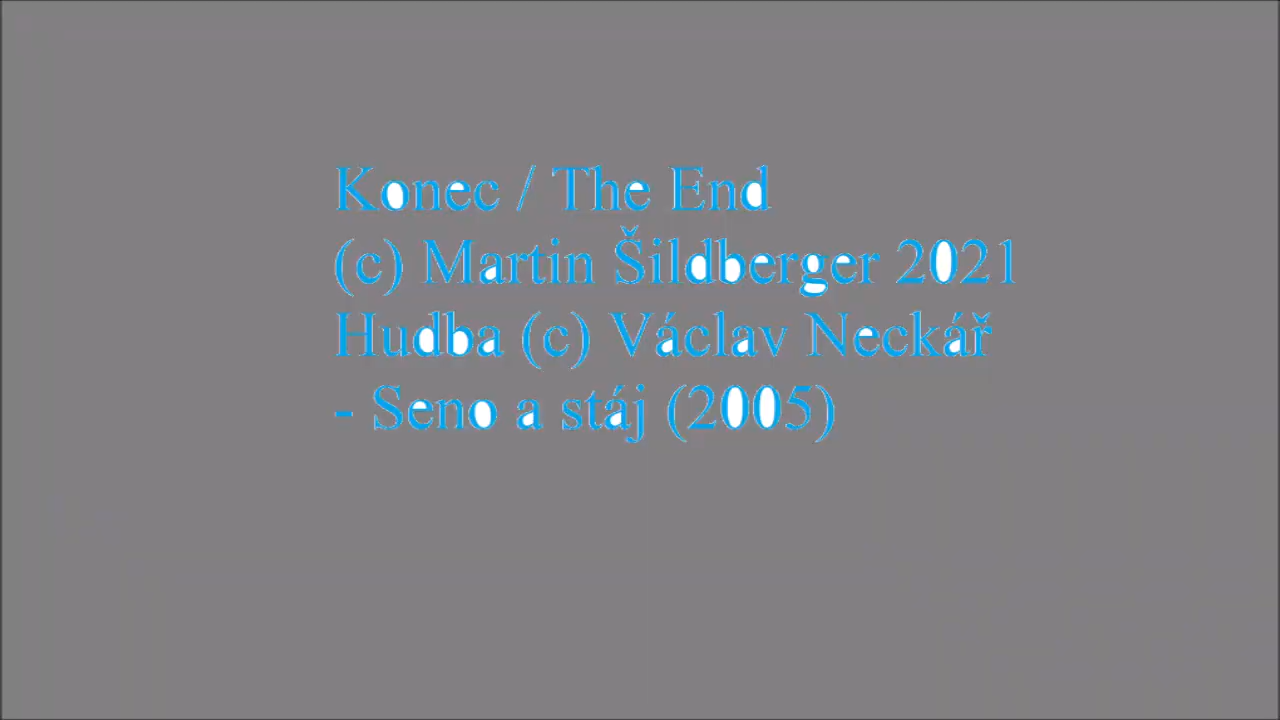 Konec / The End
(c) Martin Šildberger 2021
Hudba (c) Václav Neckář
- Seno a stáj (2005)